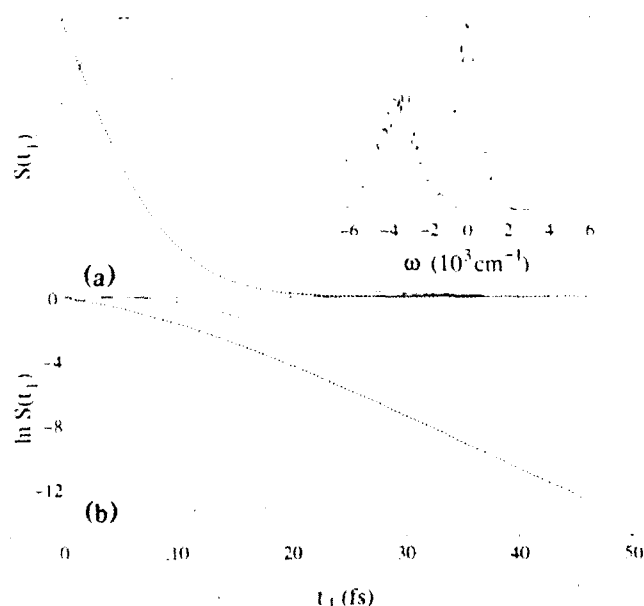 S(t₁)
-6 -4 -2 0 2 4 6
ω (10³cm⁻¹)
(a)
0
-4
-8
-12
ln S(t₁)
(b)
0 10 20 30 40 50
t₁ (fs)